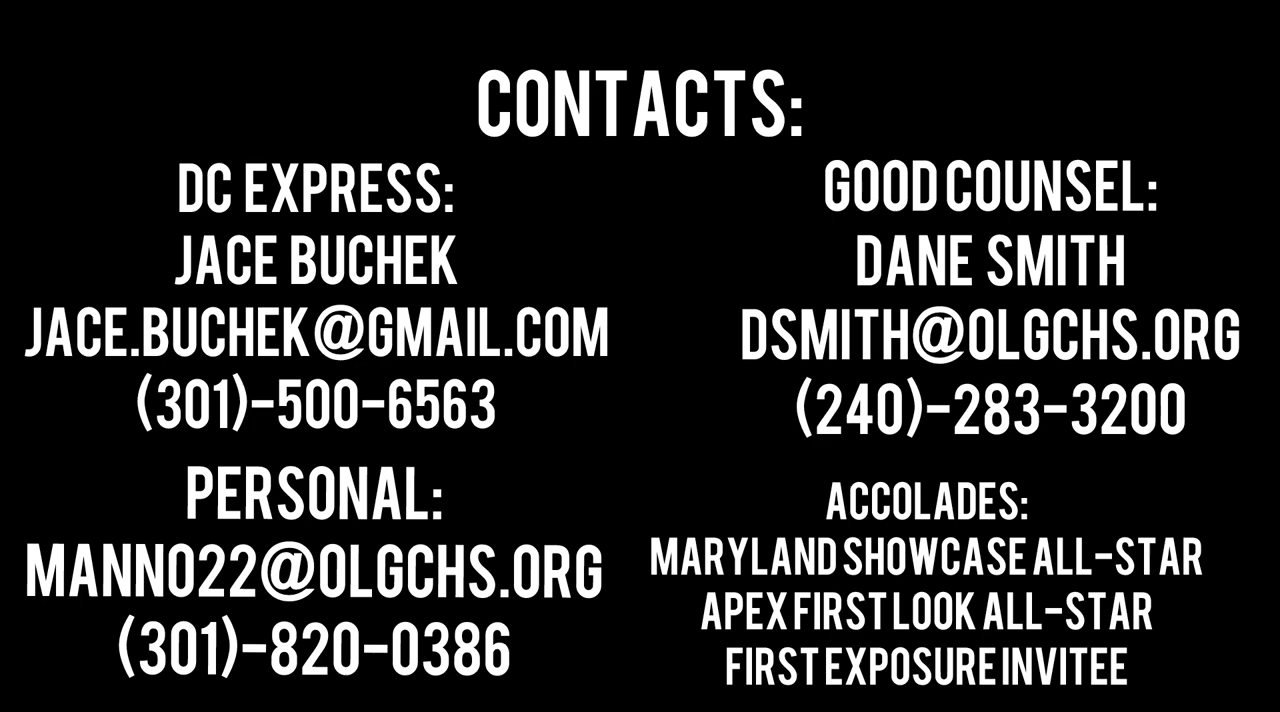 CONTACTS:
DC EXPRESS:
JACE BUCHEK
JACE.BUCHEK@GMAIL.COM
(301)-500-6563
GOOD COUNSEL:
DANE SMITH
DSMITH@OLGCHS.ORG
(240)-283-3200
PERSONAL:
MANNO22@OLGCHS.ORG
(301)-820-0386
ACCOLADES:
MARYLAND SHOWCASE ALL-STAR
APEX FIRST LOOK ALL-STAR
FIRST EXPOSURE INVITEE